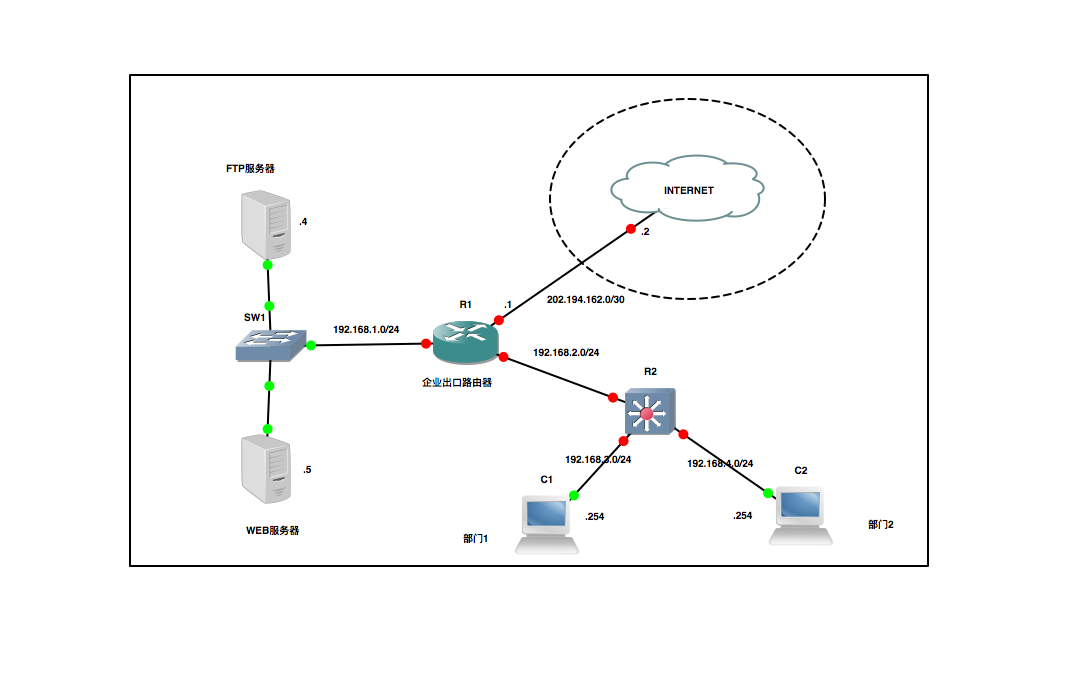 FTP服务器
.4
INTERNET
.2
202.194.162.0/30
.1
R1
SW1
192.168.1.0/24
192.168.2.0/24
企业出口路由器
R2
192.168.3.0/24
192.168.4.0/24
C1
C2
.5
.254
.254
WEB服务器
部门1
部门2